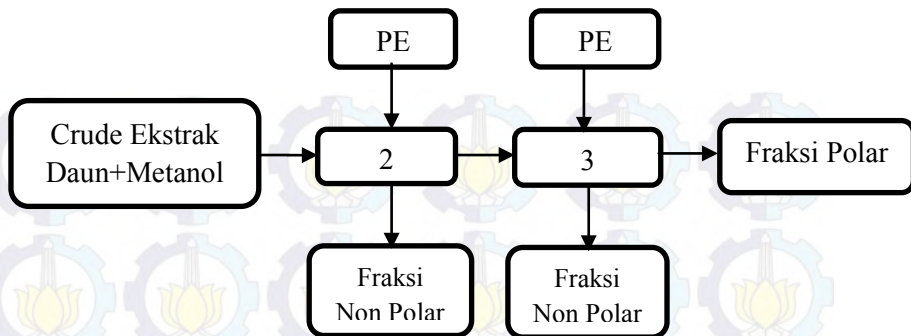 PE
PE
Crude Ekstrak
Daun+Metanol
2
3
Fraksi Polar
Fraksi
Non Polar
Fraksi
Non Polar